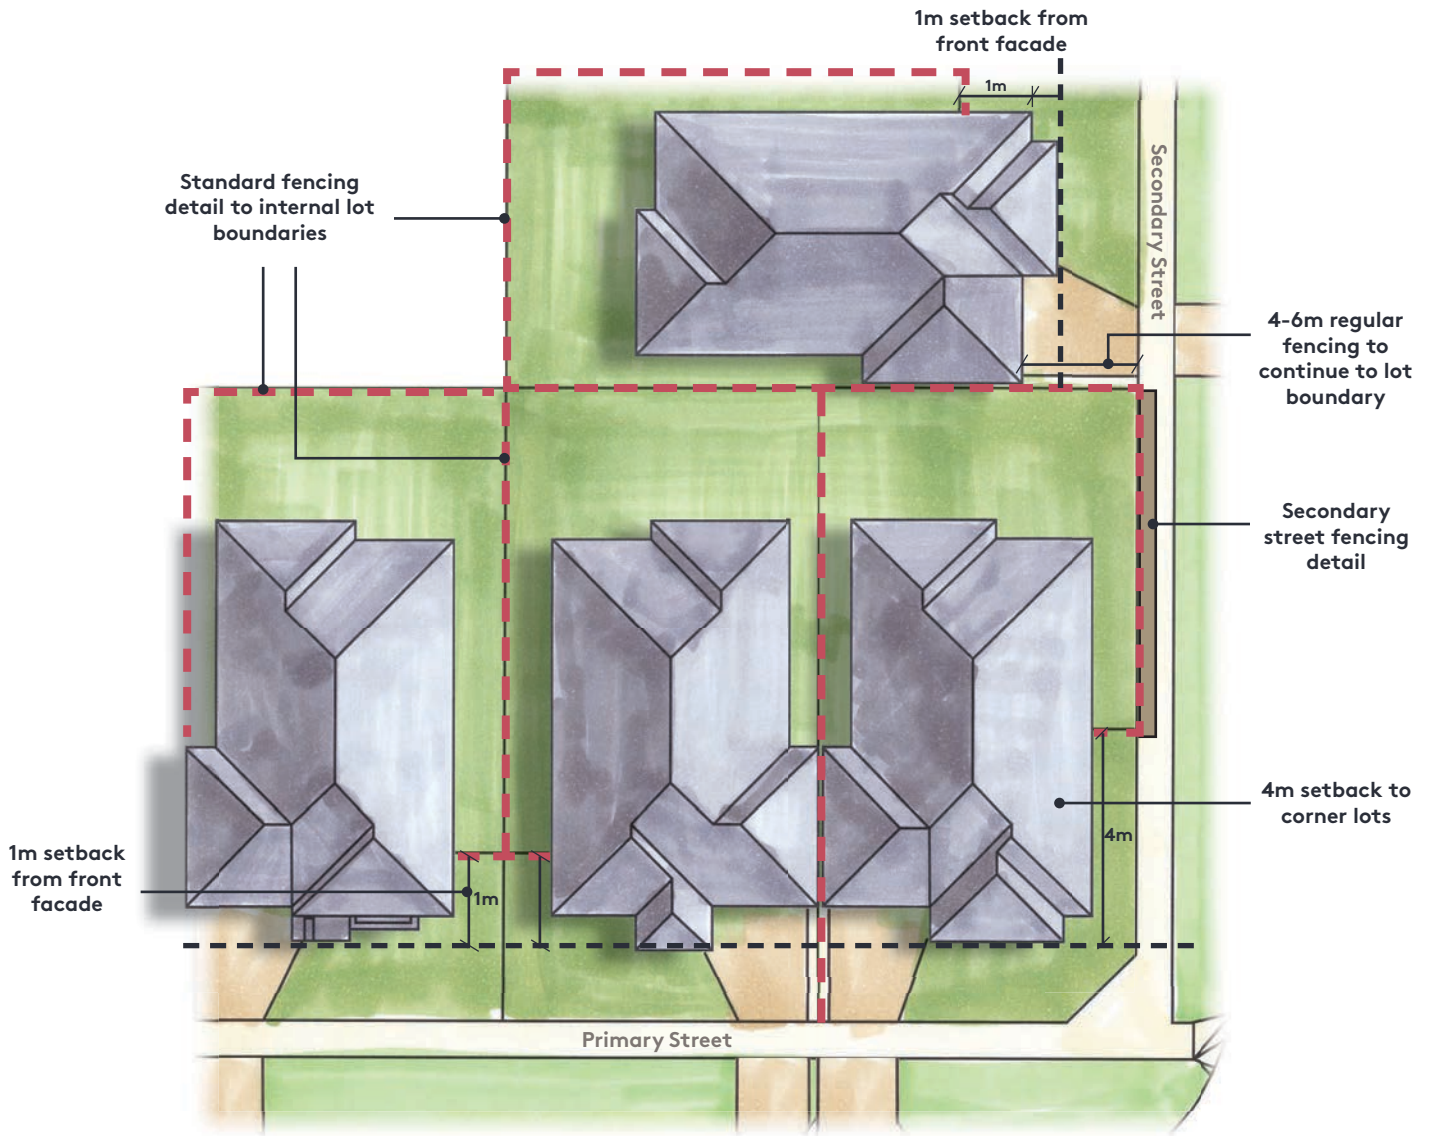 1m setback from
front facade
1m
Secondary Street
Standard fencing
detail to internal lot
boundaries
4-6m regular
fencing to
continue to lot
boundary
Secondary
street fencing
detail
4m setback to
corner lots
4m
1m setback
from front
facade
1m
Primary Street